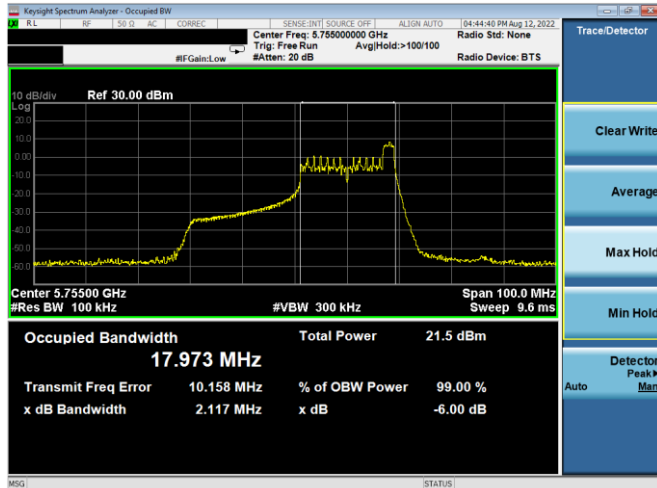 Keysight Spectrum Analyzer - Occupied BW
RL RF 50 Ω AC CORREC SENSE:INT SOURCE OFF ALIGN AUTO 04:44:40 PM Aug 12, 2022
Center Freq: 5.755000000 GHz Radio Std: None
Trig: Free Run Avg|Hold:>100/100
#IFGain:Low #Atten: 20 dB Radio Device: BTS
Trace/Detector
10 dB/div Ref 30.00 dBm
Log
20.0
10.0
0.00
-10.0
-20.0
-30.0
-40.0
-50.0
-60.0
Center 5.75500 GHz Span 100.0 MHz
#Res BW 100 kHz #VBW 300 kHz Sweep 9.6 ms
Occupied Bandwidth Total Power 21.5 dBm
17.973 MHz
Transmit Freq Error 10.158 MHz % of OBW Power 99.00 %
x dB Bandwidth 2.117 MHz x dB -6.00 dB
Clear Write
Average
Max Hold
Min Hold
Detector
Peak▶
Auto Man
MSG STATUS